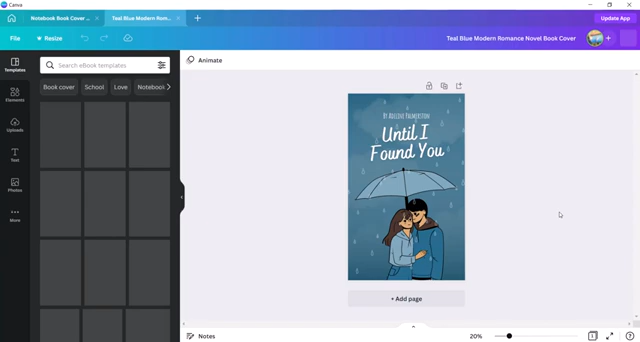 Canva
Notebook Book Cover ...
Teal Blue Modern Rom...
Update App
File
Resize
Teal Blue Modern Romance Novel Book Cover
Templates
Elements
Uploads
Text
Photos
More
Search eBook templates
Book cover
School
Love
Notebook
Animate
By Adeline Palmerston
Until I
Found You
+ Add page
Notes
20%
1